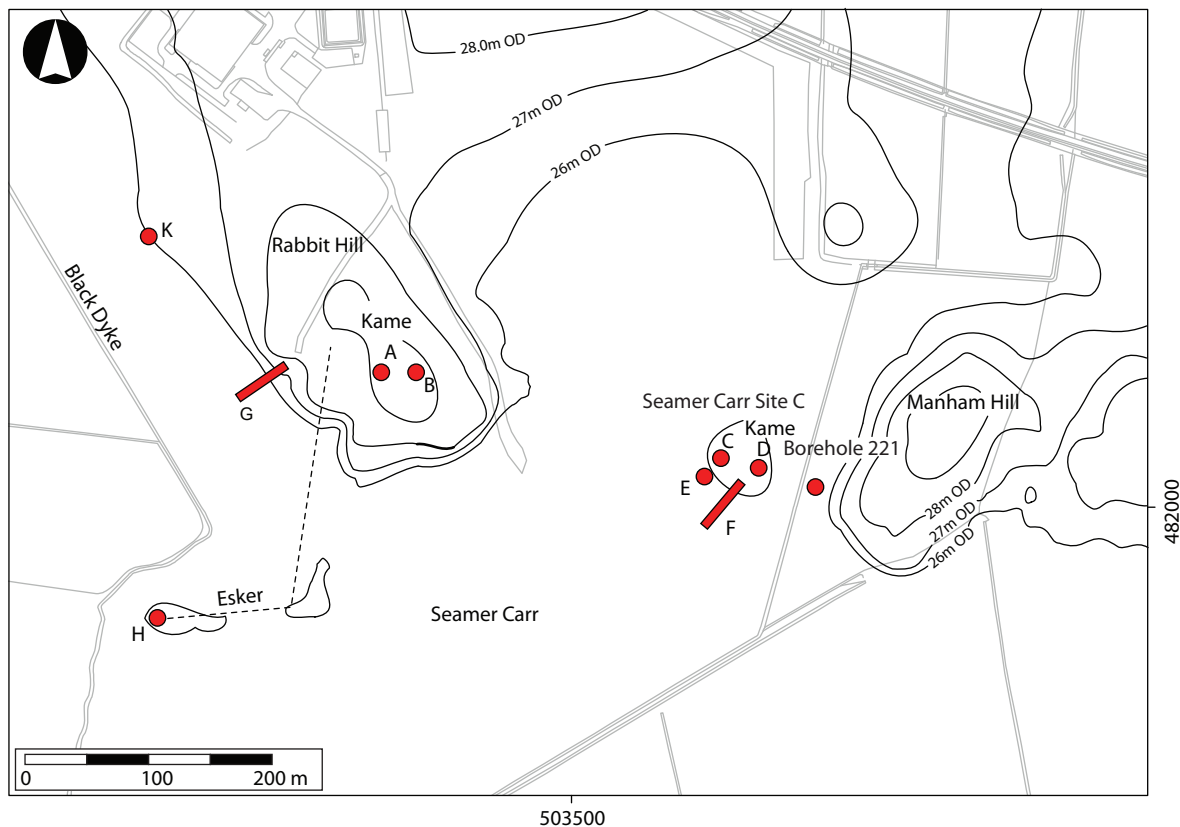 28.0m OD
27m OD
26m OD
K
Rabbit Hill
Black Dyke
Kame
A
B
G
Seamer Carr Site C
Kame
C
D
Borehole 221
E
F
Manham Hill
28m OD
27m OD
26m OD
482000
Esker
H
Seamer Carr
0 100 200 m
503500